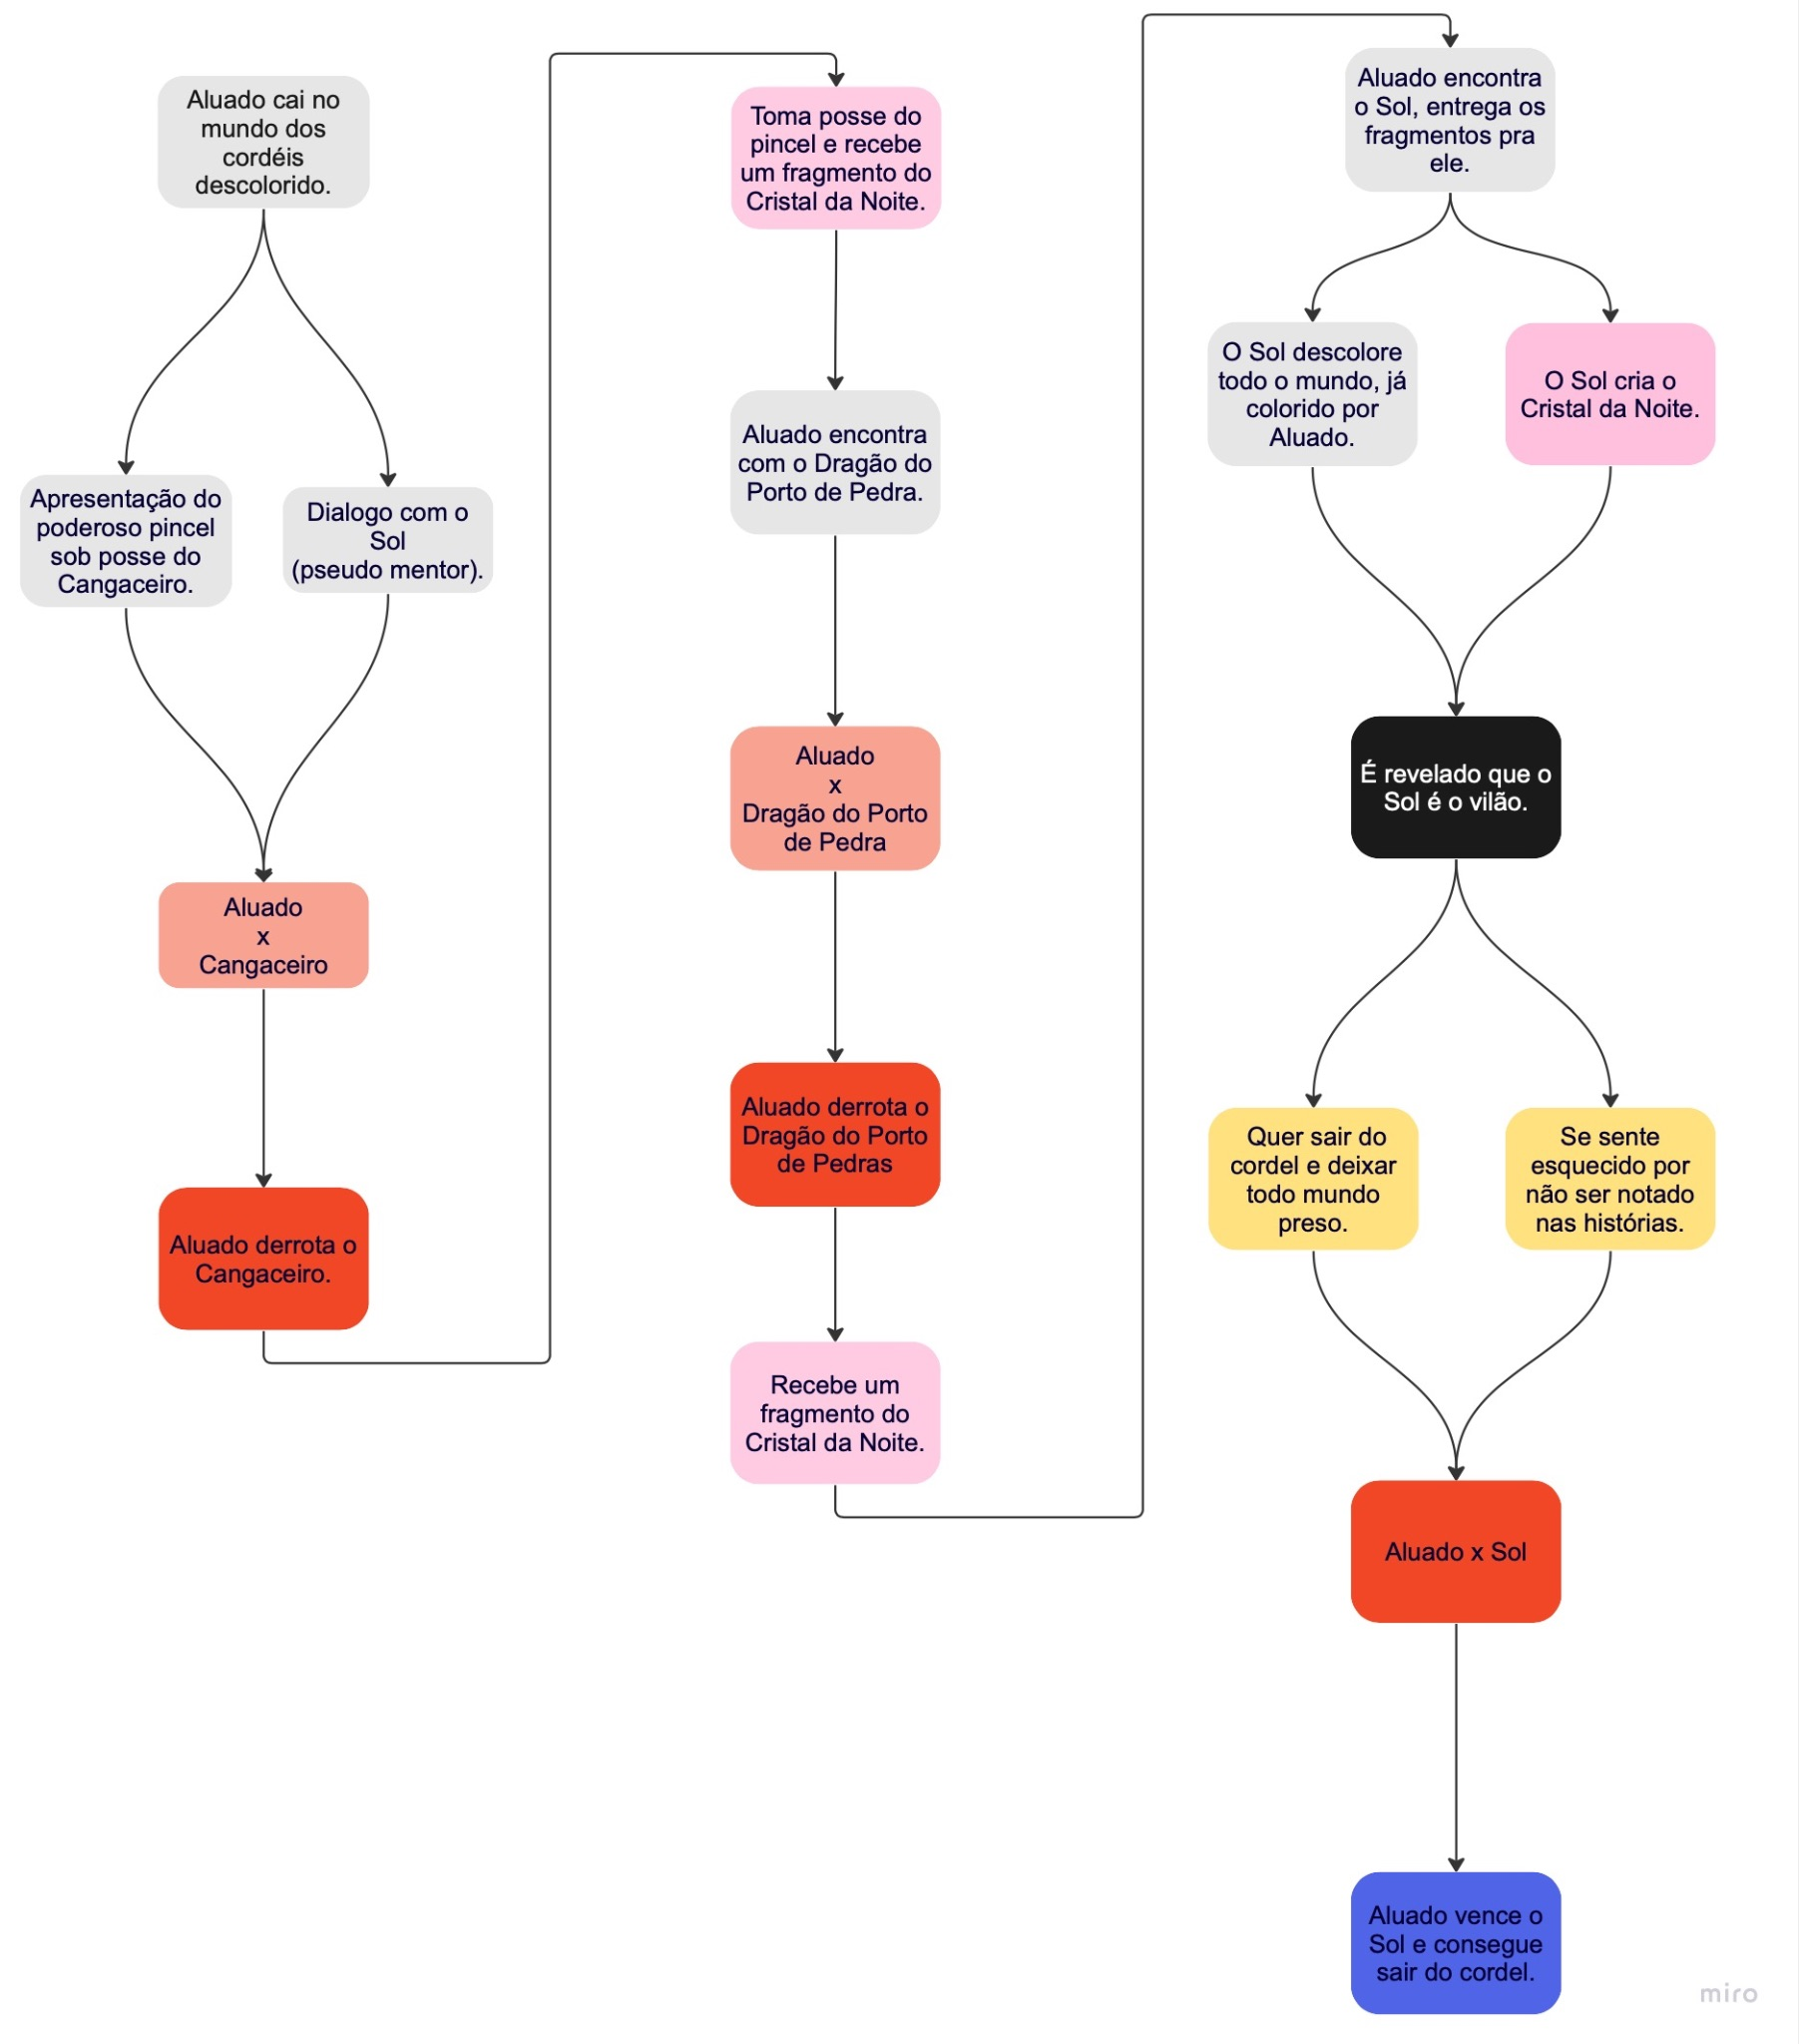 Aluado cai no
mundo dos
cordéis
descolorido.
Apresentação do
poderoso pincel
sob posse do
Cangaceiro.
Dialogo com o
Sol
(pseudo mentor).
Aluado
x
Cangaceiro
Aluado derrota o
Cangaceiro.
Toma posse do
pincel e recebe
um fragmento do
Cristal da Noite.
Aluado encontra
com o Dragão do
Porto de Pedra.
Aluado
x
Dragão do Porto
de Pedra
Aluado derrota o
Dragão do Porto
de Pedras
Recebe um
fragmento do
Cristal da Noite.
Aluado encontra
o Sol, entrega os
fragmentos pra
ele.
O Sol descolore
todo o mundo, já
colorido por
Aluado.
O Sol cria o
Cristal da Noite.
É revelado que o
Sol é o vilão.
Quer sair do
cordel e deixar
todo mundo
preso.
Se sente
esquecido por
não ser notado
nas histórias.
Aluado x Sol
Aluado vence o
Sol e consegue
sair do cordel.
miro